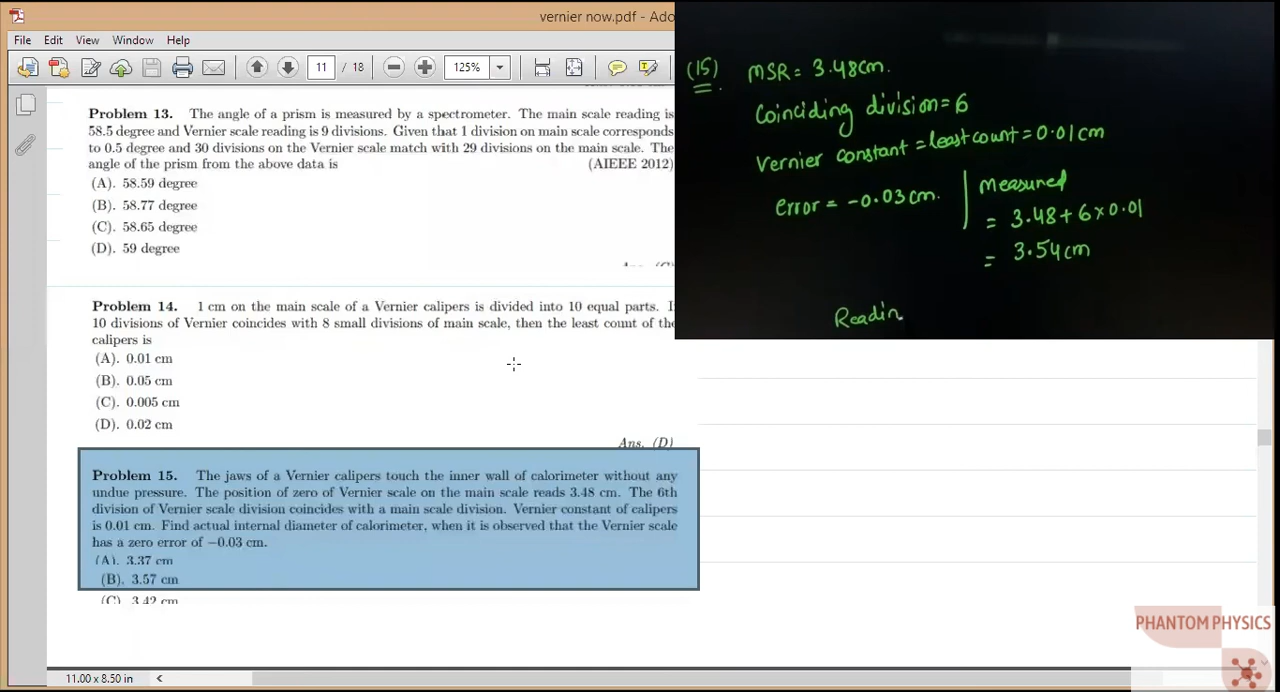 vernier now.pdf - Ado
File Edit View Window Help
11 / 18 125%
Problem 13. The angle of a prism is measured by a spectrometer. The main scale reading is
58.5 degree and Vernier scale reading is 9 divisions. Given that 1 division on main scale corresponds
to 0.5 degree and 30 divisions on the Vernier scale match with 29 divisions on the main scale. The
angle of the prism from the above data is (AIEEE 2012)
(A). 58.59 degree
(B). 58.77 degree
(C). 58.65 degree
(D). 59 degree
Problem 14. 1 cm on the main scale of a Vernier calipers is divided into 10 equal parts. I
10 divisions of Vernier coincides with 8 small divisions of main scale, then the least count of the
calipers is
(A). 0.01 cm
(B). 0.05 cm
(C). 0.005 cm
(D). 0.02 cm
Ans. (D)
Problem 15. The jaws of a Vernier calipers touch the inner wall of calorimeter without any
undue pressure. The position of zero of Vernier scale on the main scale reads 3.48 cm. The 6th
division of Vernier scale division coincides with a main scale division. Vernier constant of calipers
is 0.01 cm. Find actual internal diameter of calorimeter, when it is observed that the Vernier scale
has a zero error of −0.03 cm.
(A). 3.37 cm
(B). 3.57 cm
(C) 3.42 cm
11.00 x 8.50 in
(15) MSR = 3.48cm.
Coinciding division = 6
Vernier constant = least count = 0.01 cm
error = -0.03 cm.
Measured
= 3.48 + 6 × 0.01
= 3.54 cm
Readin
PHANTOM PHYSICS